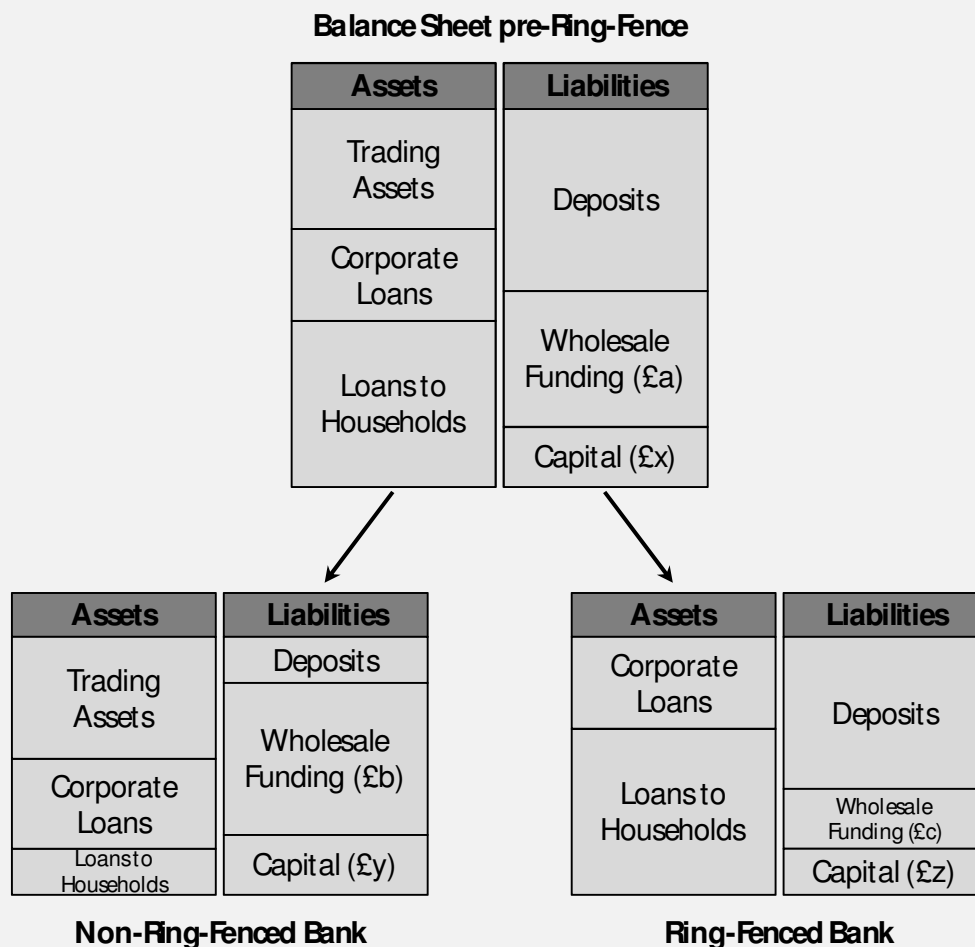 Balance Sheet pre-Ring-Fence
Assets
Liabilities
Trading
Assets
Corporate
Loans
Loans to
Households
Deposits
Wholesale
Funding (£a)
Capital (£x)
Assets
Liabilities
Trading
Assets
Corporate
Loans
Loans to
Households
Deposits
Wholesale
Funding (£b)
Capital (£y)
Non-Ring-Fenced Bank
Assets
Liabilities
Corporate
Loans
Loans to
Households
Deposits
Wholesale
Funding (£c)
Capital (£z)
Ring-Fenced Bank